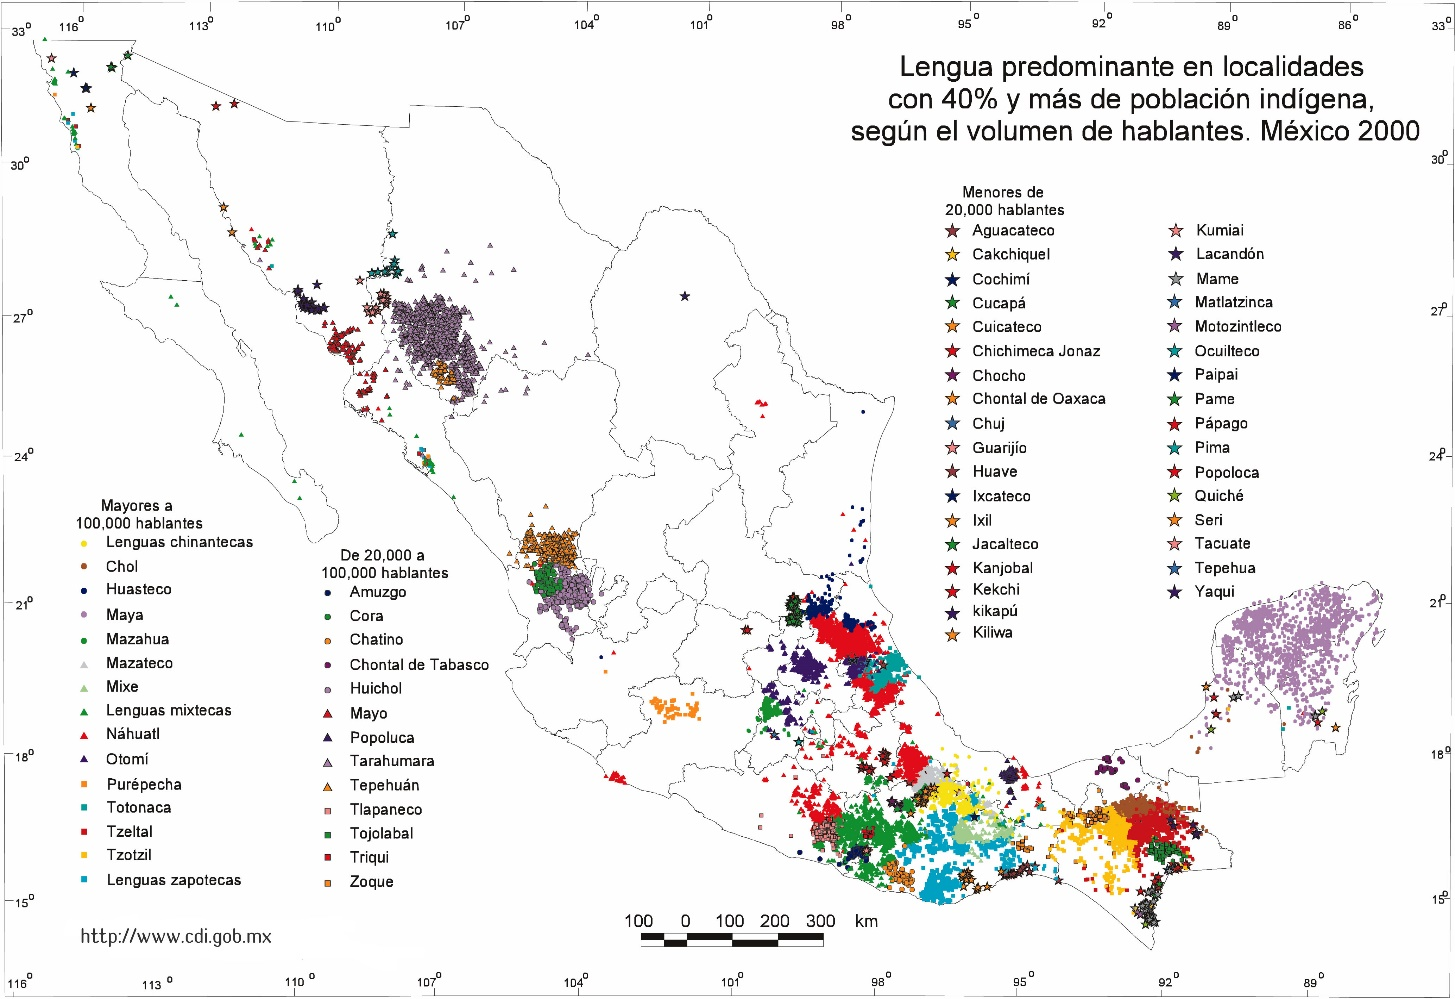 116° 113° 110° 107° 104° 101° 98° 95° 92° 89° 86°
33° 33°
Lengua predominante en localidades
con 40% y más de población indígena,
según el volumen de hablantes. México 2000
30° 30°
27° 27°
24° 24°
21° 21°
18° 18°
15° 15°
Menores de
20,000 hablantes
Aguacateco
Cakchiquel
Cochimí
Cucapá
Cuicateco
Chichimeca Jonaz
Chocho
Chontal de Oaxaca
Chuj
Guarijío
Huave
Ixcateco
Ixil
Jacalteco
Kanjobal
Kekchi
kikapú
Kiliwa
Kumiai
Lacandón
Mame
Matlatzinca
Motozintleco
Ocuilteco
Paipai
Pame
Pápago
Pima
Popoloca
Quiché
Seri
Tacuate
Tepehua
Yaqui
Mayores a
100,000 hablantes
Lenguas chinantecas
Chol
Huasteco
Maya
Mazahua
Mazateco
Mixe
Lenguas mixtecas
Náhuatl
Otomí
Purépecha
Totonaca
Tzeltal
Tzotzil
Lenguas zapotecas
De 20,000 a
100,000 hablantes
Amuzgo
Cora
Chatino
Chontal de Tabasco
Huichol
Mayo
Popoluca
Tarahumara
Tepehuán
Tlapaneco
Tojolabal
Triqui
Zoque
http://www.cdi.gob.mx
100 0 100 200 300 km
116° 113° 110° 107° 104° 101° 98° 95° 92° 89°